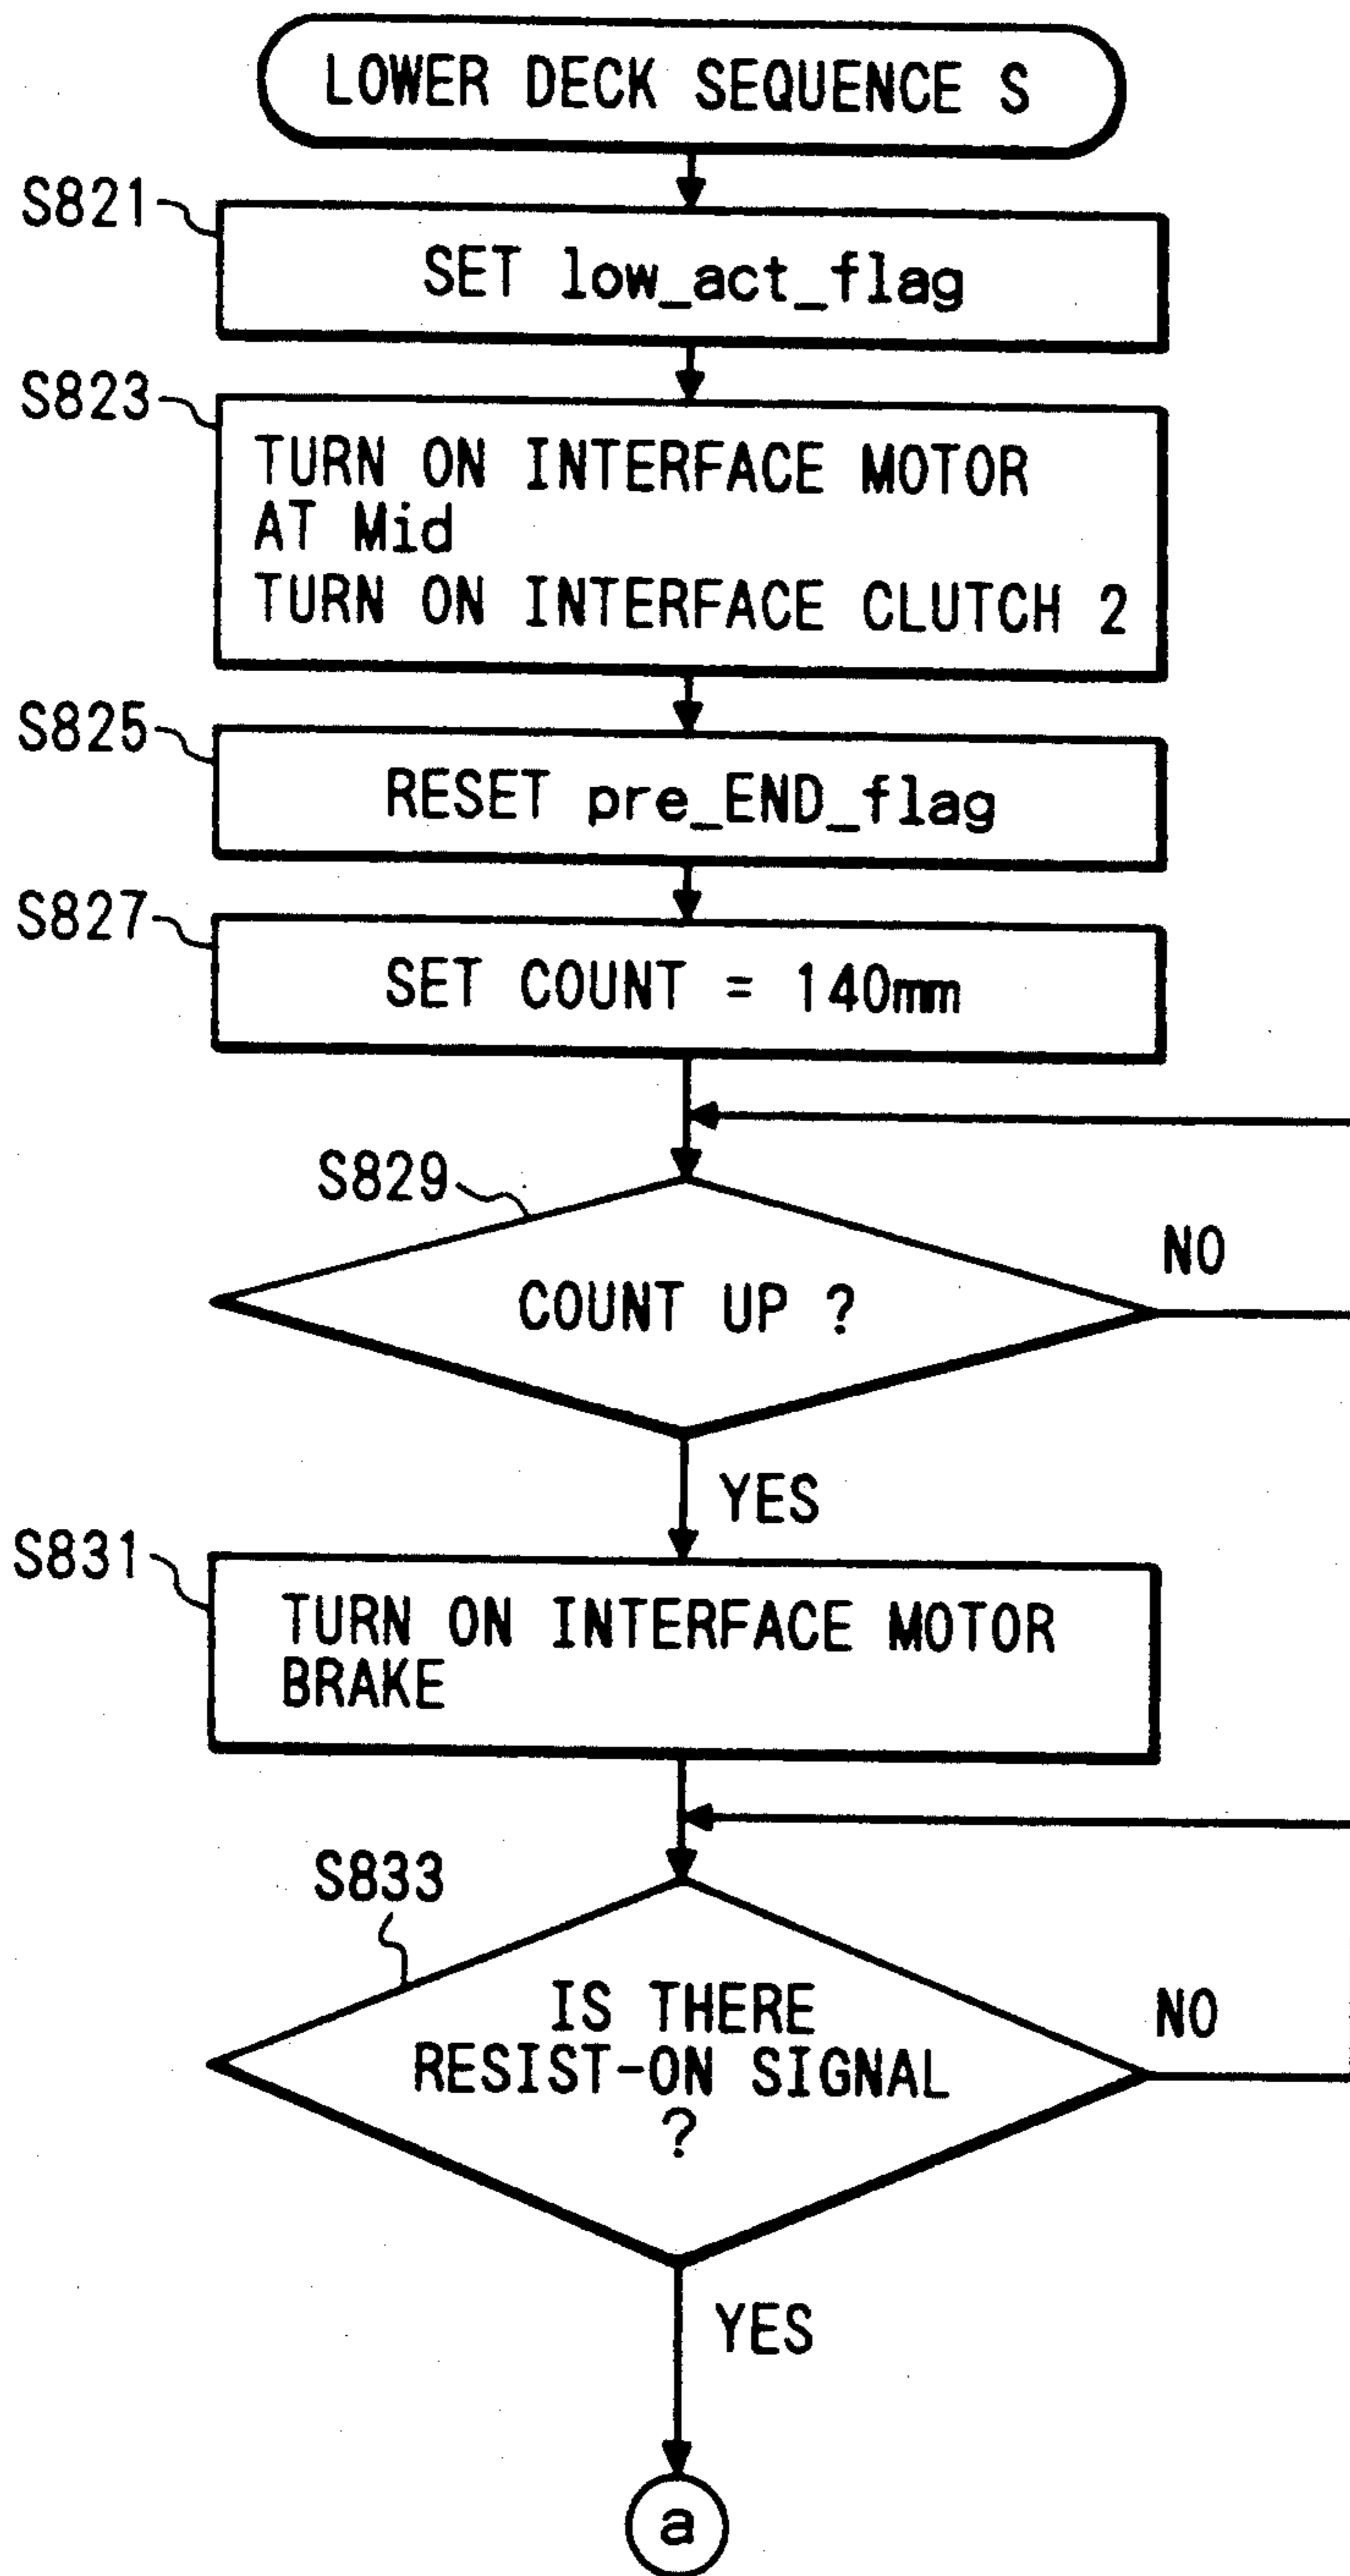 LOWER DECK SEQUENCE S
S821
SET low_act_flag
S823
TURN ON INTERFACE MOTOR
AT Mid
TURN ON INTERFACE CLUTCH 2
S825
RESET pre_END_flag
S827
SET COUNT = 140mm
S829
NO
COUNT UP ?
YES
S831
TURN ON INTERFACE MOTOR
BRAKE
S833
IS THERE
NO
RESIST-ON SIGNAL
?
YES
a